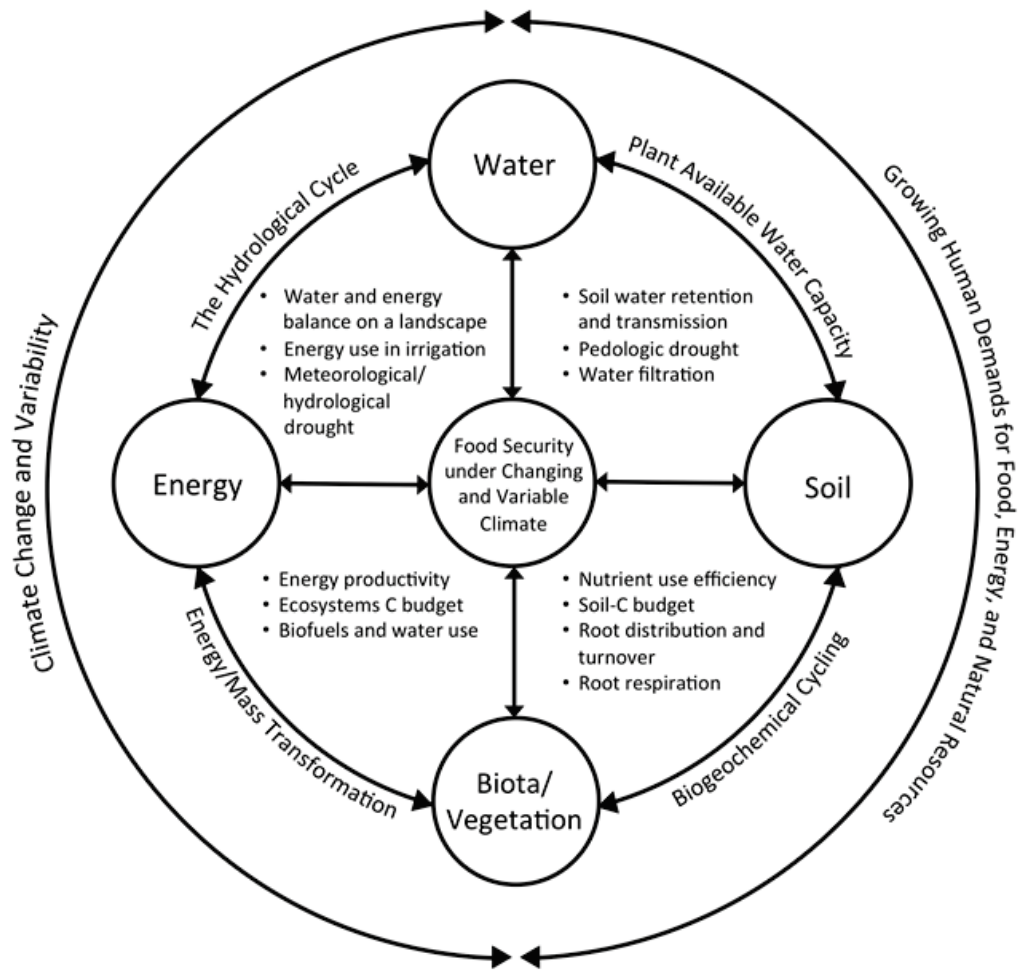 Water
Plant Available Water Capacity
The Hydrological Cycle
Growing Human Demands for Food, Energy, and Natural Resources
Climate Change and Variability
• Water and energy
balance on a landscape
• Energy use in irrigation
• Meteorological/
hydrological
drought
• Soil water retention
and transmission
• Pedologic drought
• Water filtration
Energy
Food Security
under Changing
and Variable
Climate
Soil
• Energy productivity
• Ecosystems C budget
• Biofuels and water use
• Nutrient use efficiency
• Soil-C budget
• Root distribution and
turnover
• Root respiration
Energy/Mass Transformation
Biogeochemical Cycling
Biota/
Vegetation